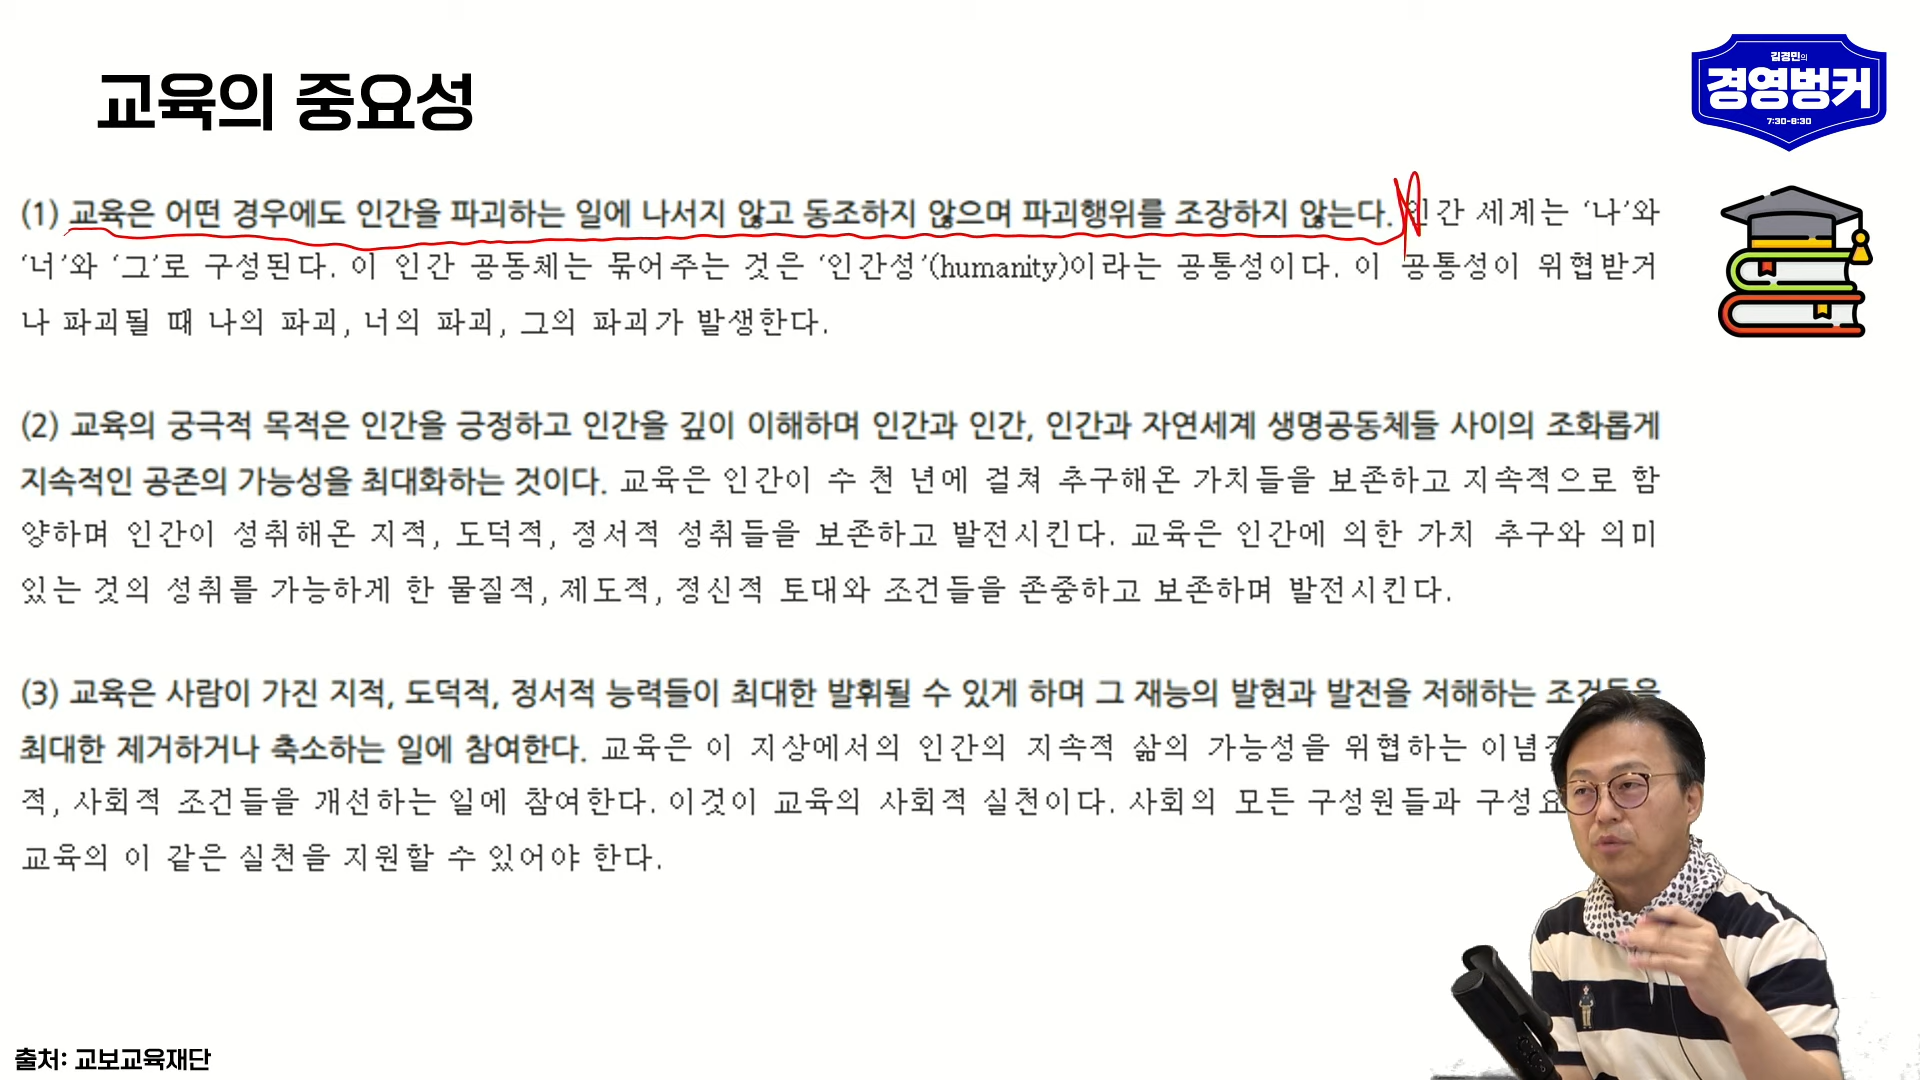 교육의 중요성
김경민의
경영벙커
7:30-8:30
(1) 교육은 어떤 경우에도 인간을 파괴하는 일에 나서지 않고 동조하지 않으며 파괴행위를 조장하지 않는다. 인간 세계는 ‘나’와
‘너’와 ‘그’로 구성된다. 이 인간 공동체는 묶어주는 것은 ‘인간성’(humanity)이라는 공통성이다. 이 공통성이 위협받거
나 파괴될 때 나의 파괴, 너의 파괴, 그의 파괴가 발생한다.
(2) 교육의 궁극적 목적은 인간을 긍정하고 인간을 깊이 이해하며 인간과 인간, 인간과 자연세계 생명공동체들 사이의 조화롭게
지속적인 공존의 가능성을 최대화하는 것이다. 교육은 인간이 수 천 년에 걸쳐 추구해온 가치들을 보존하고 지속적으로 함
양하며 인간이 성취해온 지적, 도덕적, 정서적 성취들을 보존하고 발전시킨다. 교육은 인간에 의한 가치 추구와 의미
있는 것의 성취를 가능하게 한 물질적, 제도적, 정신적 토대와 조건들을 존중하고 보존하며 발전시킨다.
(3) 교육은 사람이 가진 지적, 도덕적, 정서적 능력들이 최대한 발휘될 수 있게 하며 그 재능의 발현과 발전을 저해하는 조건들을
최대한 제거하거나 축소하는 일에 참여한다. 교육은 이 지상에서의 인간의 지속적 삶의 가능성을 위협하는
적, 사회적 조건들을 개선하는 일에 참여한다. 이것이 교육의 사회적 실천이다. 사회의 모든 구성원들과
교육의 이 같은 실천을 지원할 수 있어야 한다.
출처: 교보교육재단